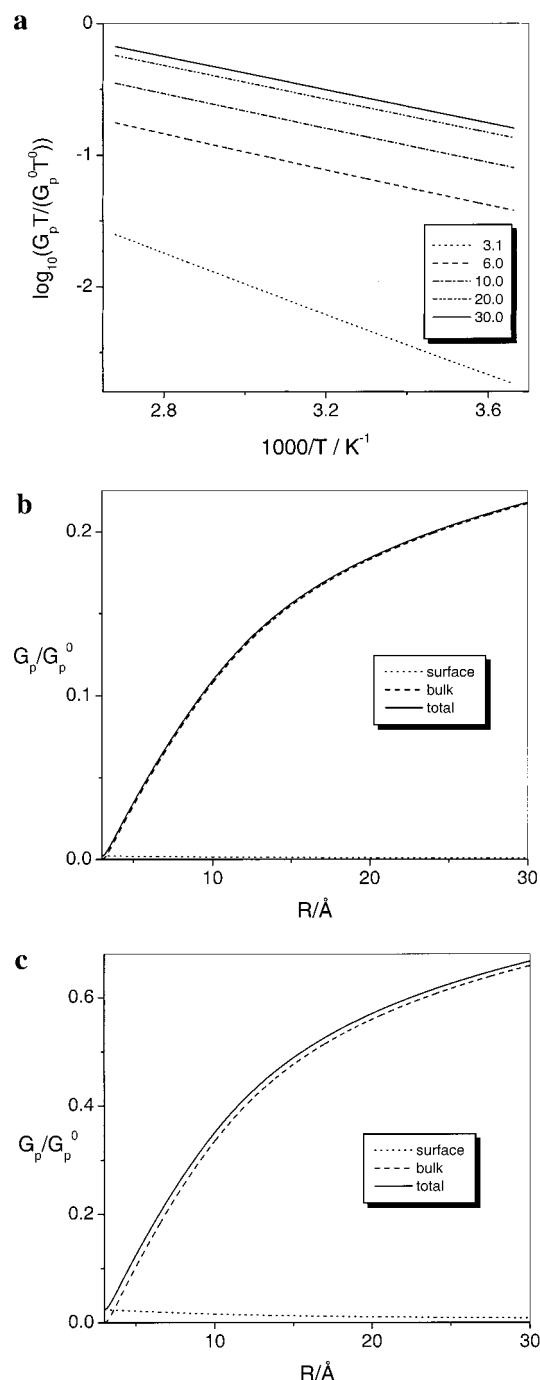 a
0
-1
-2
log₁₀(GₚT/(Gₚ⁰T⁰))
3.1
6.0
10.0
20.0
30.0
2.8
3.2
3.6
1000/T / K⁻¹
b
0.2
0.1
0.0
Gₚ/Gₚ⁰
surface
bulk
total
10
20
30
R/Å
c
0.6
0.4
0.2
0.0
Gₚ/Gₚ⁰
surface
bulk
total
10
20
30
R/Å